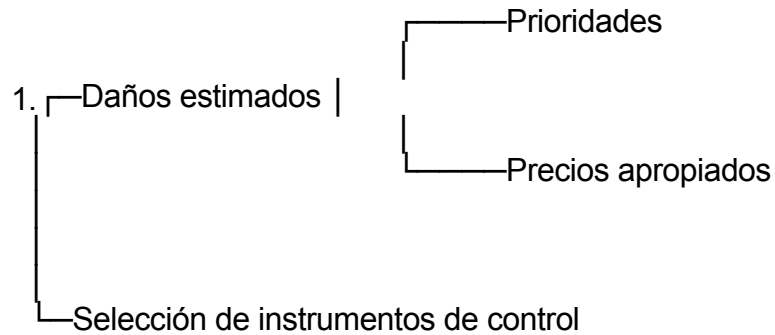 Prioridades
1. Daños estimados
Precios apropiados
Selección de instrumentos de control